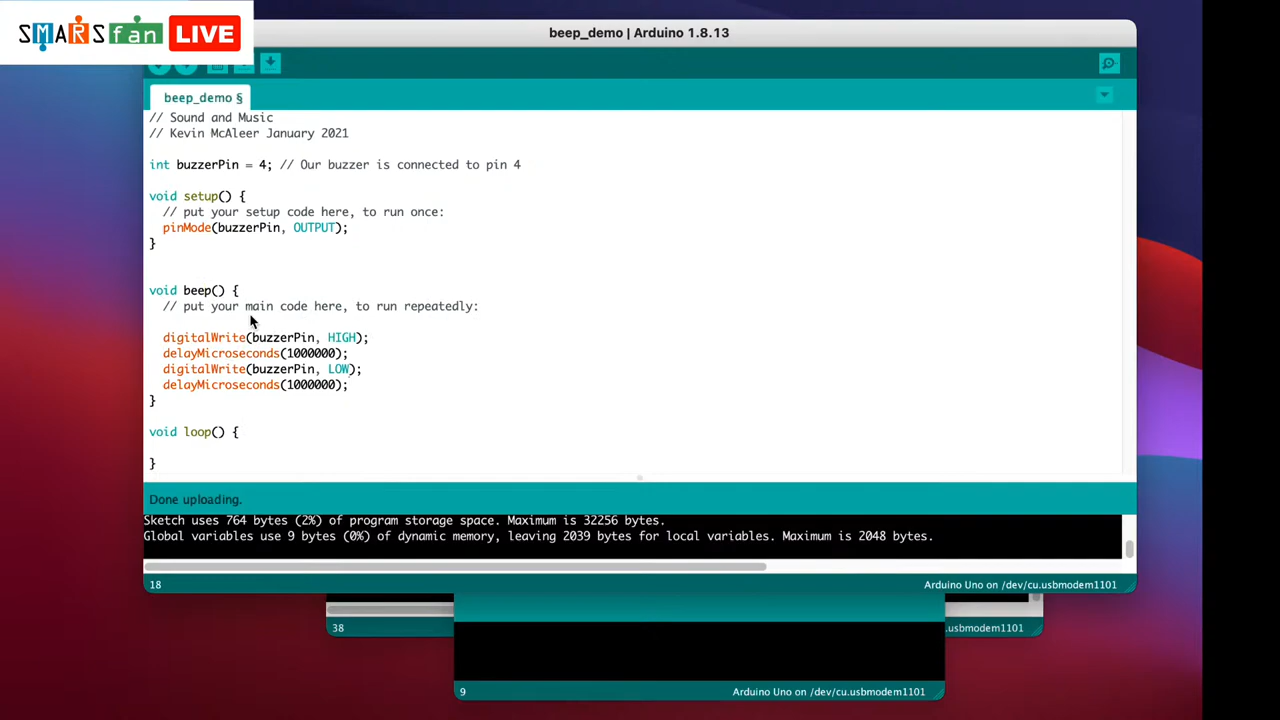 SMARS fan LIVE
beep_demo | Arduino 1.8.13
beep_demo §
// Sound and Music
// Kevin McAleer January 2021
int buzzerPin = 4; // Our buzzer is connected to pin 4
void setup() {
// put your setup code here, to run once:
pinMode(buzzerPin, OUTPUT);
}
void beep() {
// put your main code here, to run repeatedly:
digitalWrite(buzzerPin, HIGH);
delayMicroseconds(1000000);
digitalWrite(buzzerPin, LOW);
delayMicroseconds(1000000);
}
void loop() {
}
Done uploading.
Sketch uses 764 bytes (2%) of program storage space. Maximum is 32256 bytes.
Global variables use 9 bytes (0%) of dynamic memory, leaving 2039 bytes for local variables. Maximum is 2048 bytes.
18
Arduino Uno on /dev/cu.usbmodem1101
38
.usbmodem1101
9
Arduino Uno on /dev/cu.usbmodem1101